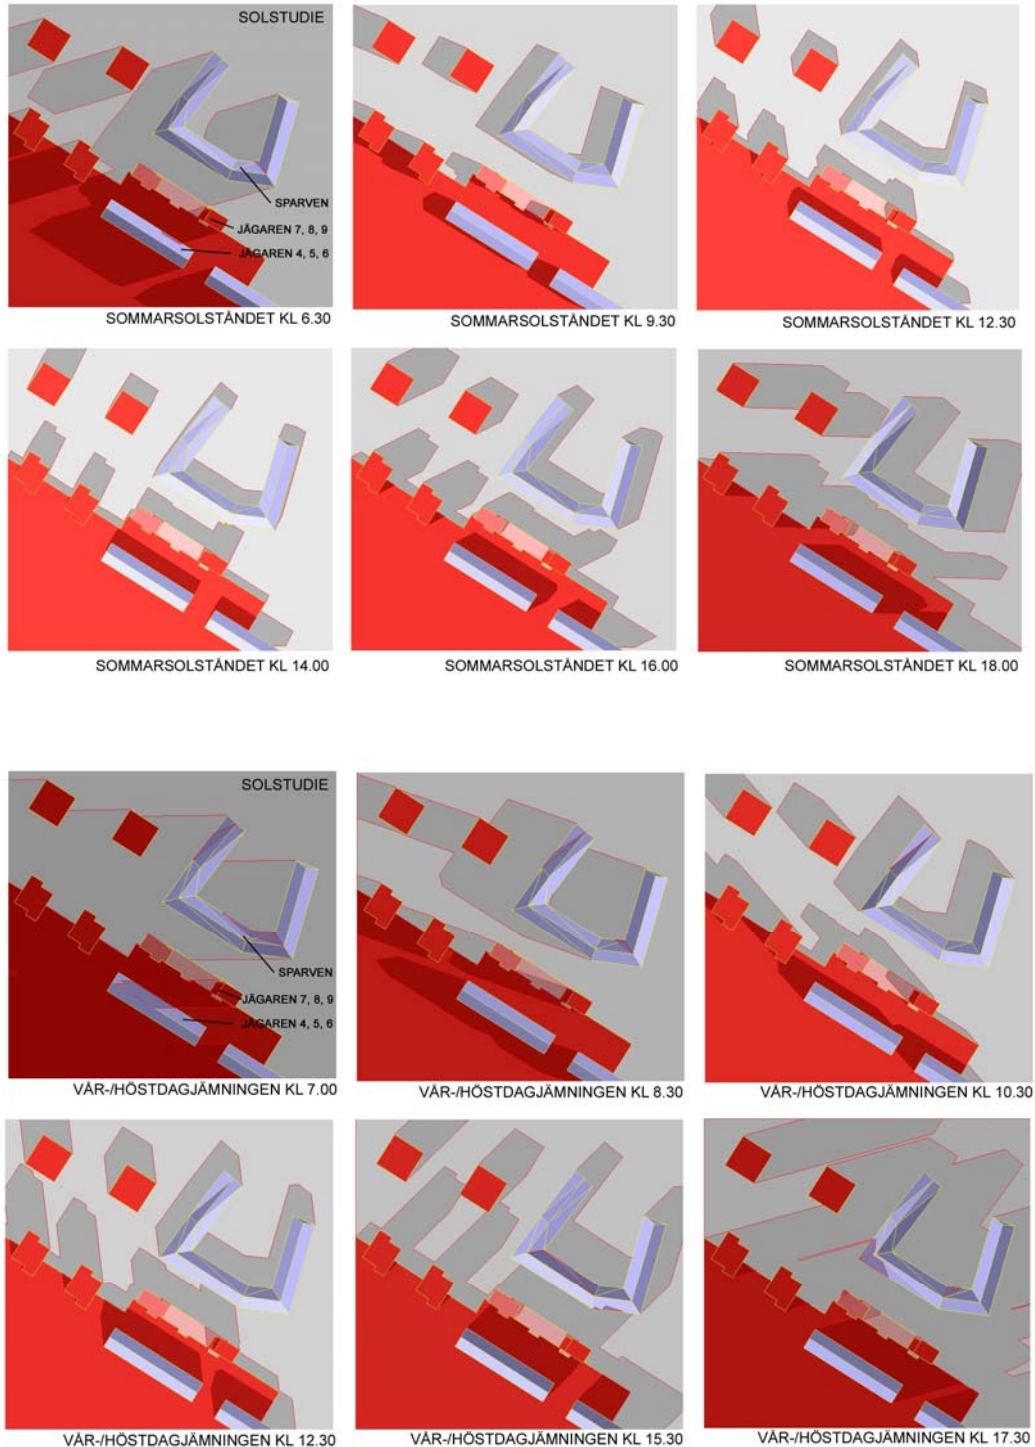 SOLSTUDIE
SPARVEN
JÄGAREN 7, 8, 9
JÄGAREN 4, 5, 6
SOMMARSOLSTÅNDET KL 6.30
SOMMARSOLSTÅNDET KL 9.30
SOMMARSOLSTÅNDET KL 12.30
SOMMARSOLSTÅNDET KL 14.00
SOMMARSOLSTÅNDET KL 16.00
SOMMARSOLSTÅNDET KL 18.00
SOLSTUDIE
SPARVEN
JÄGAREN 7, 8, 9
JÄGAREN 4, 5, 6
VÅR-/HÖSTDAGJÄMNINGEN KL 7.00
VÅR-/HÖSTDAGJÄMNINGEN KL 8.30
VÅR-/HÖSTDAGJÄMNINGEN KL 10.30
VÅR-/HÖSTDAGJÄMNINGEN KL 12.30
VÅR-/HÖSTDAGJÄMNINGEN KL 15.30
VÅR-/HÖSTDAGJÄMNINGEN KL 17.30